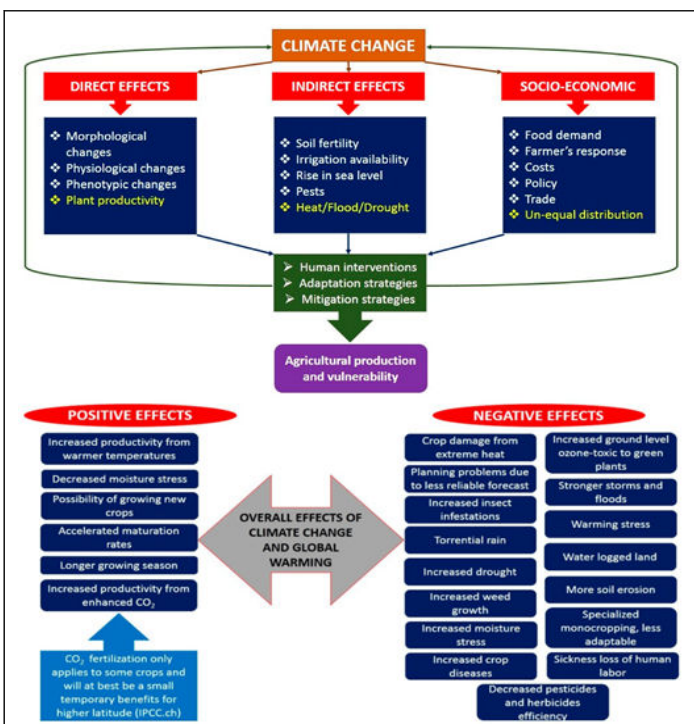 CLIMATE CHANGE
DIRECT EFFECTS
❖ Morphological
changes
❖ Physiological changes
❖ Phenotypic changes
❖ Plant productivity
INDIRECT EFFECTS
❖ Soil fertility
❖ Irrigation availability
❖ Rise in sea level
❖ Pests
❖ Heat/Flood/Drought
SOCIO-ECONOMIC
❖ Food demand
❖ Farmer's response
❖ Costs
❖ Policy
❖ Trade
❖ Un-equal distribution
➢ Human interventions
➢ Adaptation strategies
➢ Mitigation strategies
Agricultural production
and vulnerability
POSITIVE EFFECTS
Increased productivity from
warmer temperatures
Decreased moisture stress
Possibility of growing new
crops
Accelerated maturation
rates
Longer growing season
Increased productivity from
enhanced CO₂
CO₂ fertilization only
applies to some crops and
will at best be a small
temporary benefits for
higher latitude (IPCC.ch)
OVERALL EFFECTS OF
CLIMATE CHANGE
AND GLOBAL
WARMING
NEGATIVE EFFECTS
Crop damage from
extreme heat
Planning problems due
to less reliable forecast
Increased insect
infestations
Torrential rain
Increased drought
Increased weed
growth
Increased moisture
stress
Increased crop
diseases
Increased ground level
ozone-toxic to green
plants
Stronger storms and
floods
Warming stress
Water logged land
More soil erosion
Specialized
monocropping, less
adaptable
Sickness loss of human
labor
Decreased pesticides and
herbicides
efficiency